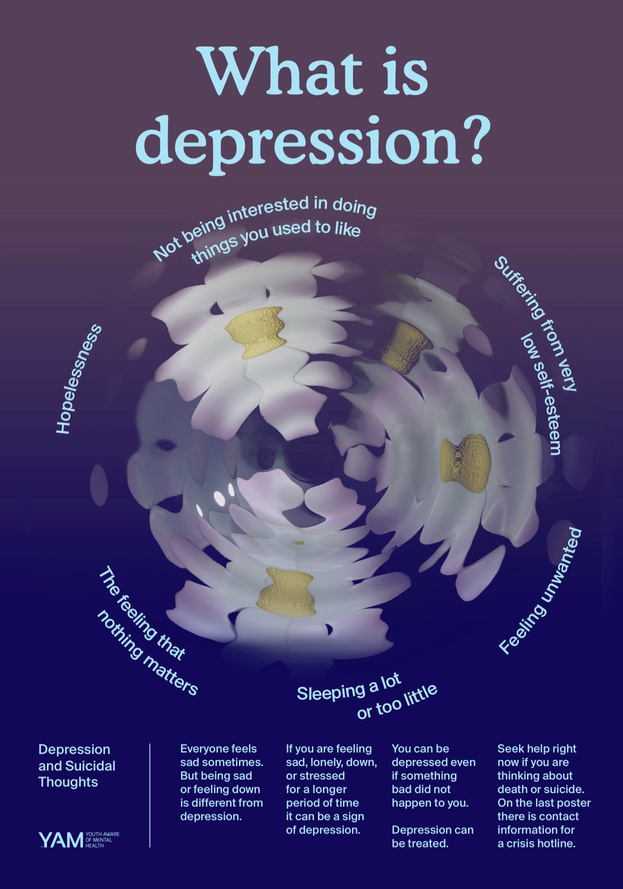 What is
depression?
Not being interested in doing
things you used to like
Suffering from very
low self-esteem
Hopelessness
Feeling unwanted
The feeling that
nothing matters
Sleeping a lot
or too little
Depression
and Suicidal
Thoughts
YAM
YOUTH AWARE
OF MENTAL
HEALTH
Everyone feels
sad sometimes.
But being sad
or feeling down
is different from
depression.
If you are feeling
sad, lonely, down,
or stressed
for a longer
period of time
it can be a sign
of depression.
You can be
depressed even
if something
bad did not
happen to you.
Depression can
be treated.
Seek help right
now if you are
thinking about
death or suicide.
On the last poster
there is contact
information for
a crisis hotline.